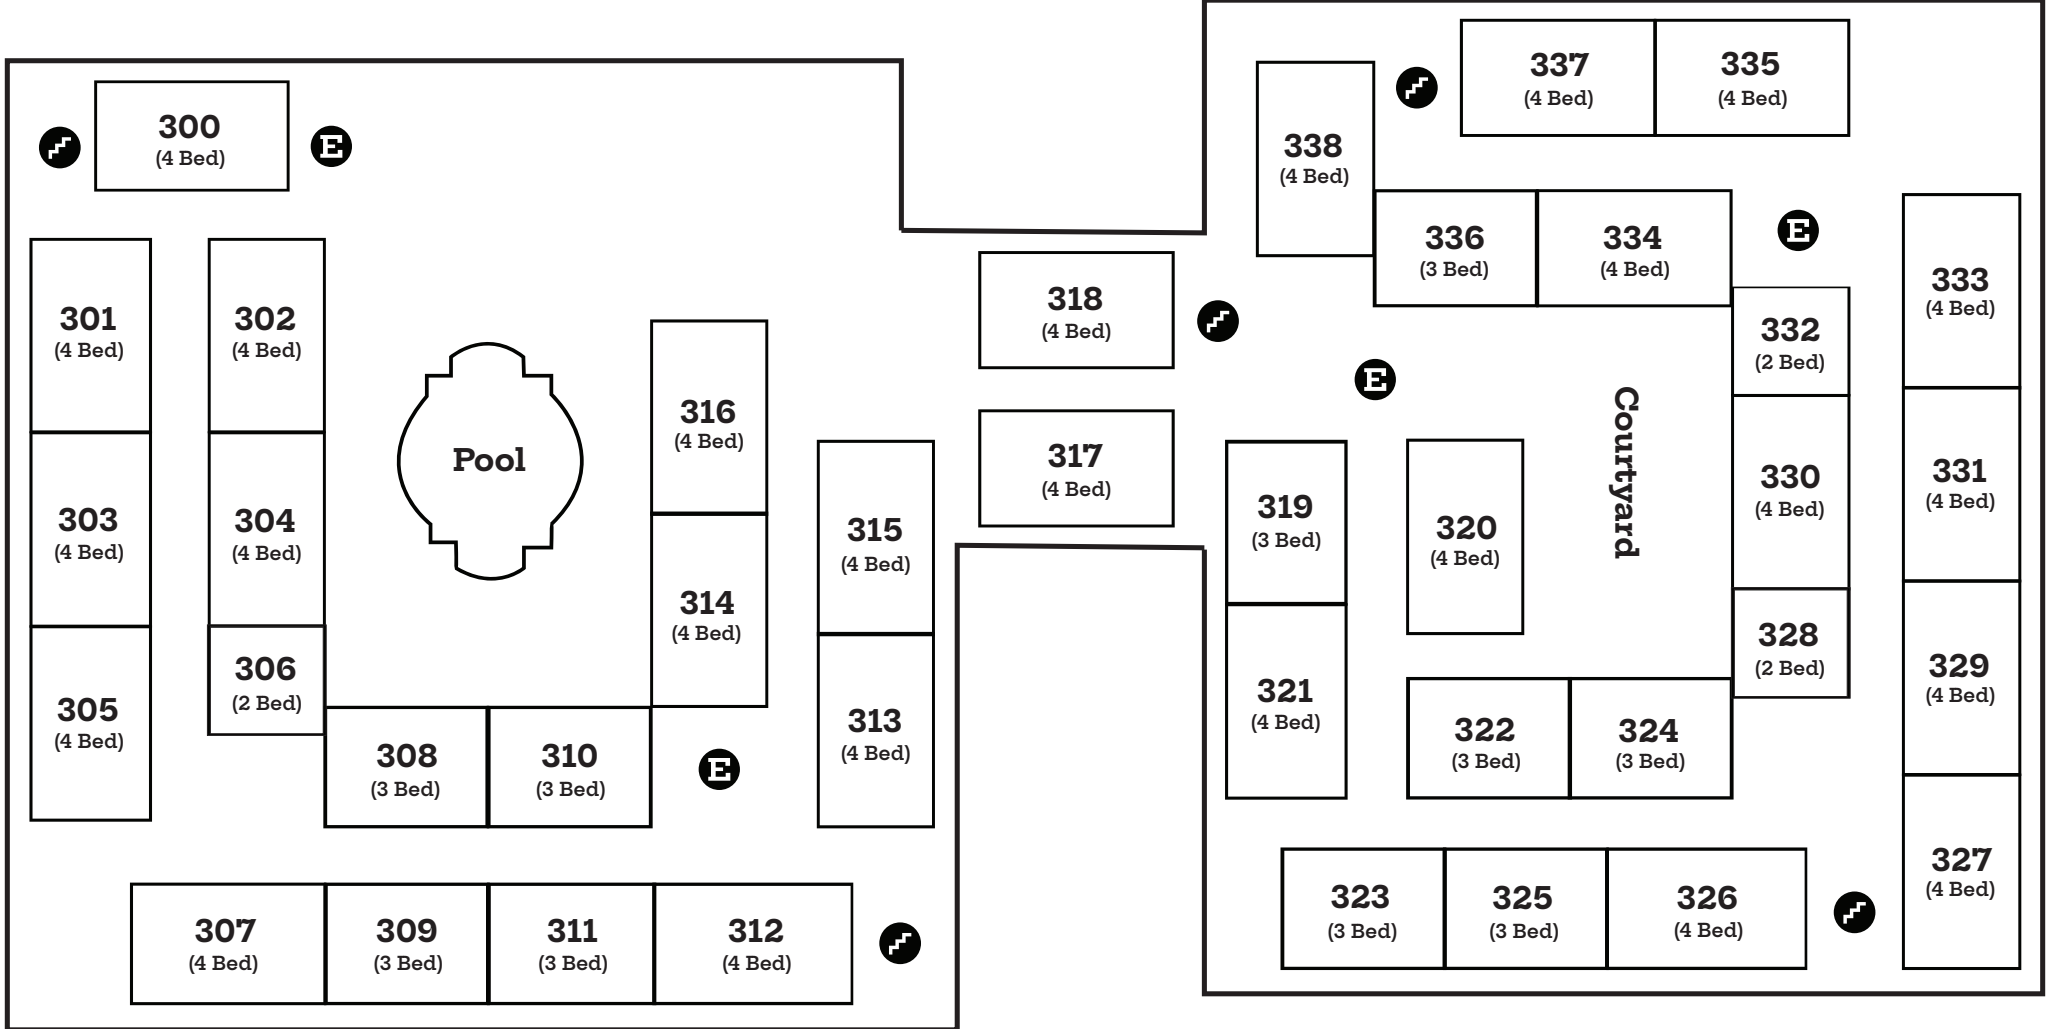 300
(4 Bed)
E
301
(4 Bed)
302
(4 Bed)
303
(4 Bed)
304
(4 Bed)
305
(4 Bed)
306
(2 Bed)
Pool
308
(3 Bed)
310
(3 Bed)
E
307
(4 Bed)
309
(3 Bed)
311
(3 Bed)
312
(4 Bed)
316
(4 Bed)
314
(4 Bed)
315
(4 Bed)
313
(4 Bed)
318
(4 Bed)
317
(4 Bed)
338
(4 Bed)
337
(4 Bed)
335
(4 Bed)
336
(3 Bed)
334
(4 Bed)
E
E
319
(3 Bed)
321
(4 Bed)
320
(4 Bed)
Courtyard
332
(2 Bed)
330
(4 Bed)
328
(2 Bed)
322
(3 Bed)
324
(3 Bed)
323
(3 Bed)
325
(3 Bed)
326
(4 Bed)
333
(4 Bed)
331
(4 Bed)
329
(4 Bed)
327
(4 Bed)